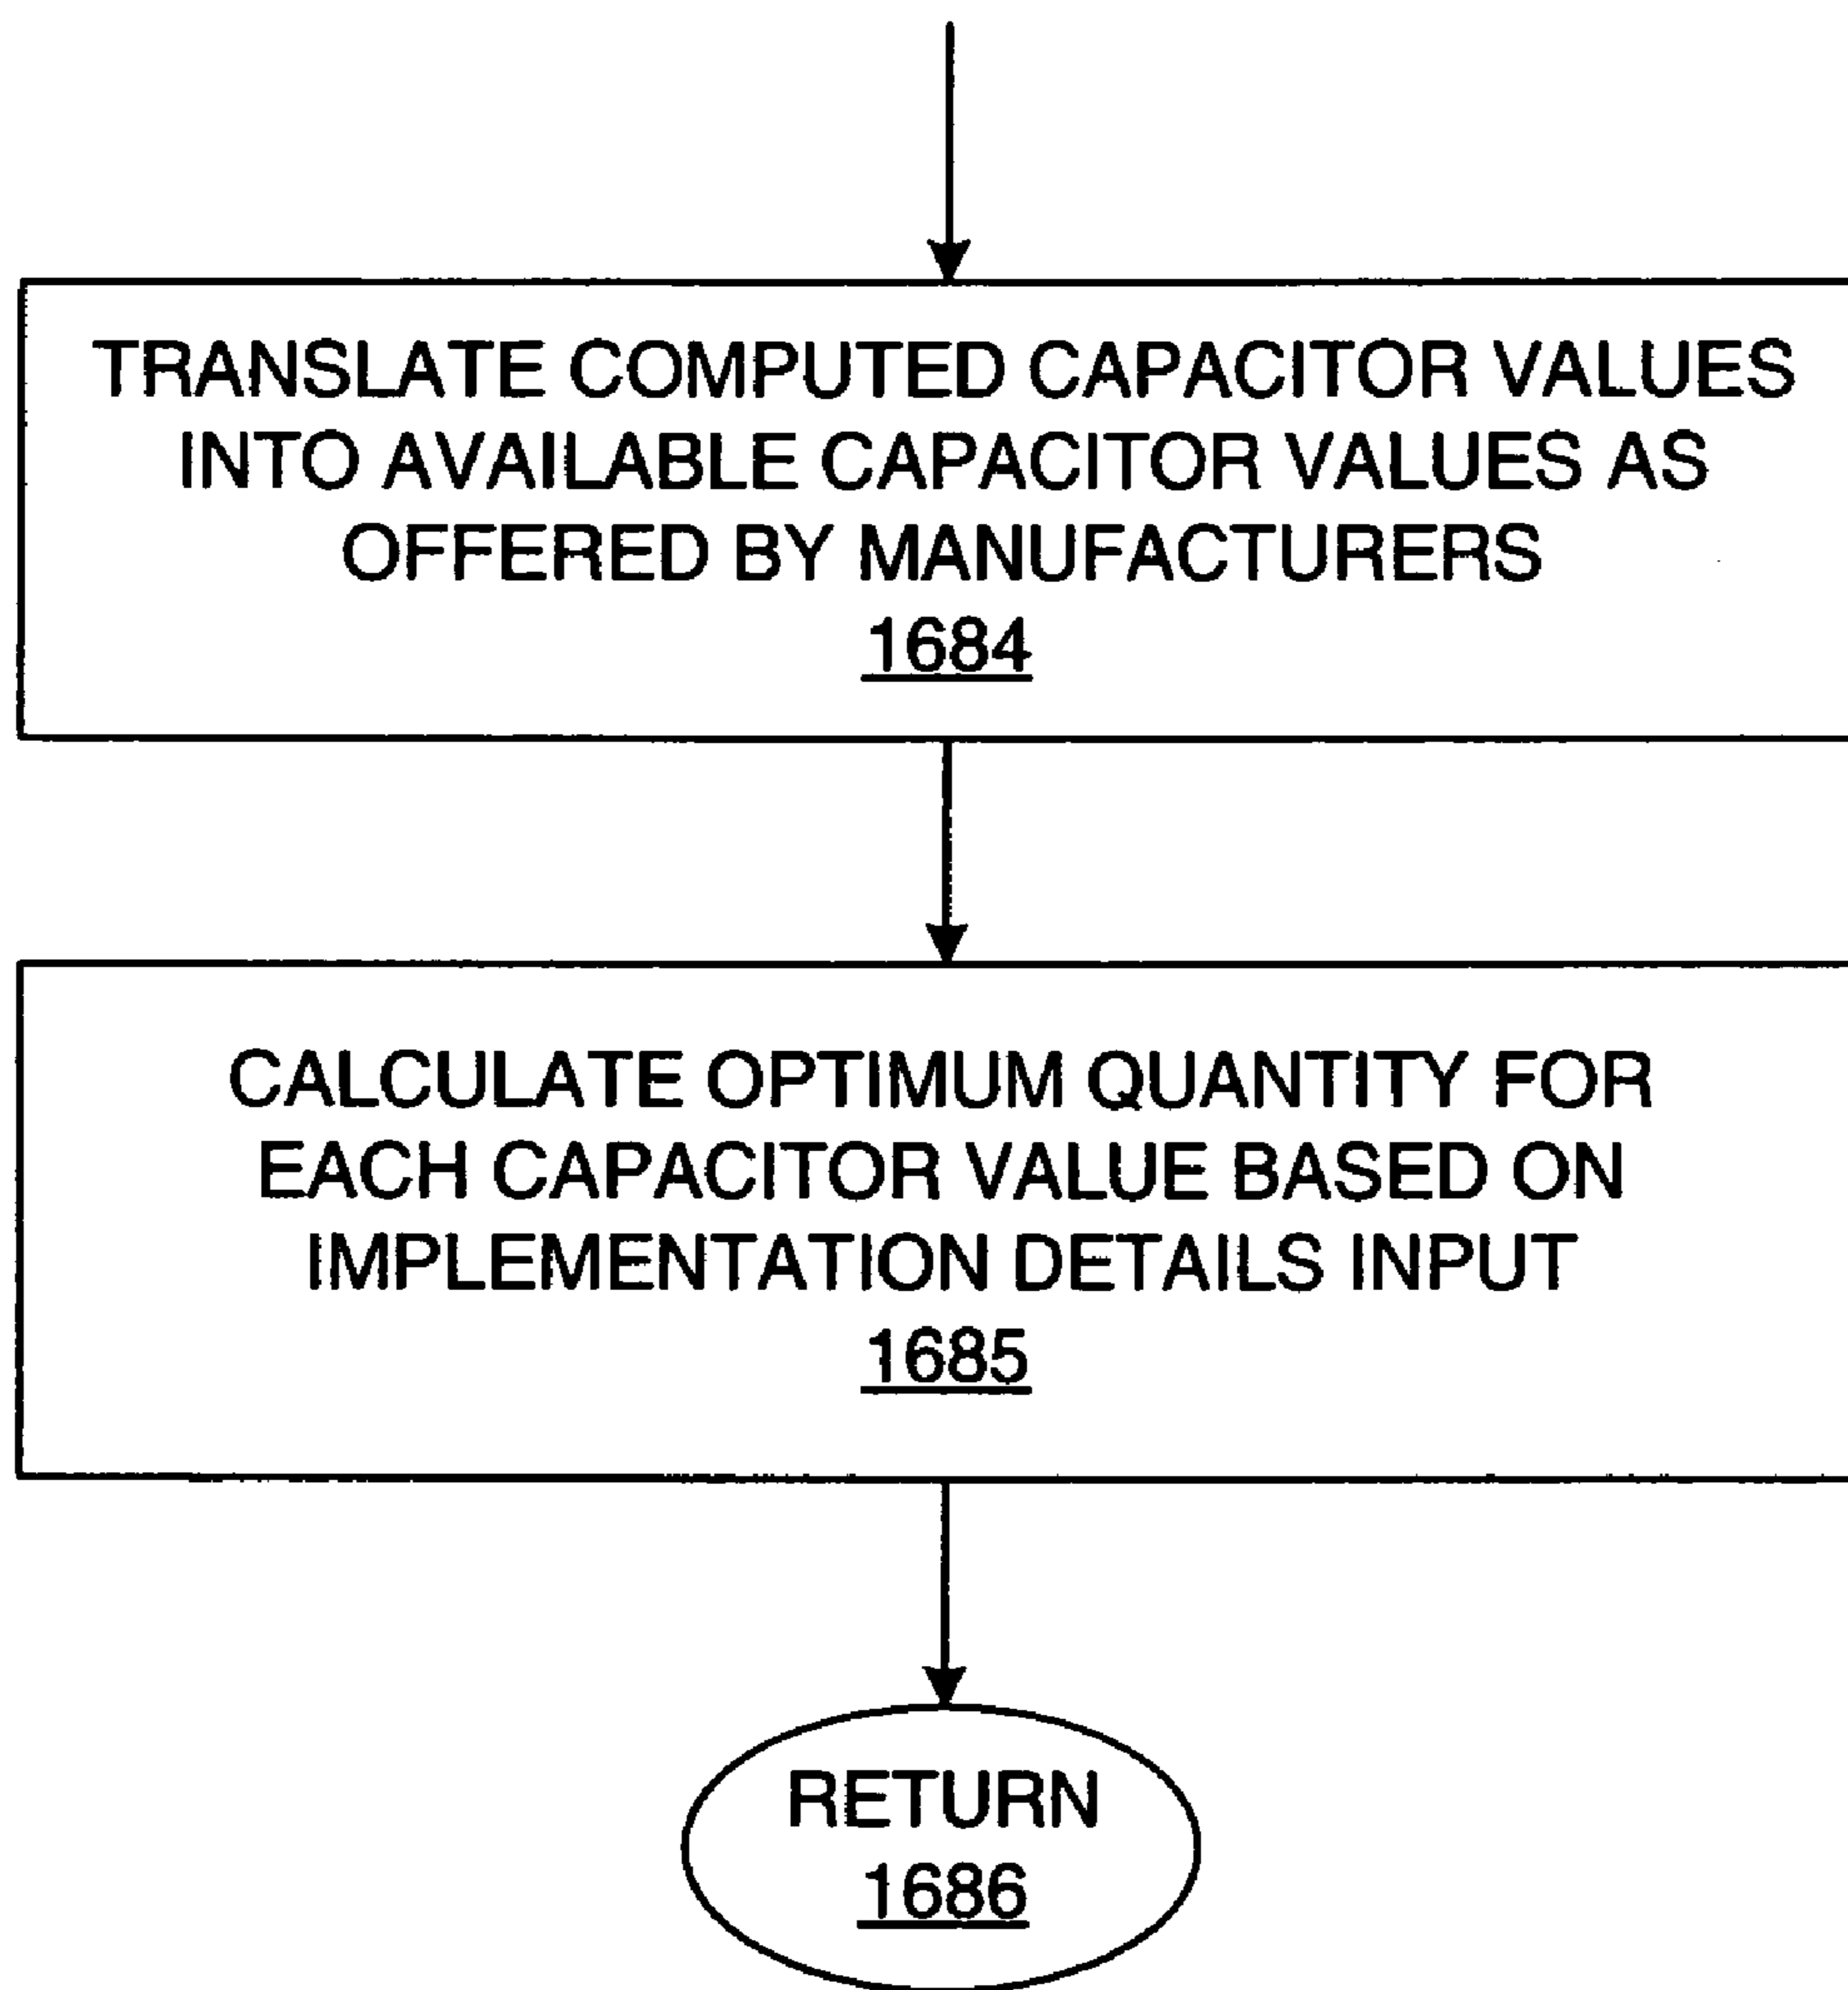 TRANSLATE COMPUTED CAPACITOR VALUES
INTO AVAILABLE CAPACITOR VALUES AS
OFFERED BY MANUFACTURERS
1684
CALCULATE OPTIMUM QUANTITY FOR
EACH CAPACITOR VALUE BASED ON
IMPLEMENTATION DETAILS INPUT
1685
RETURN
1686